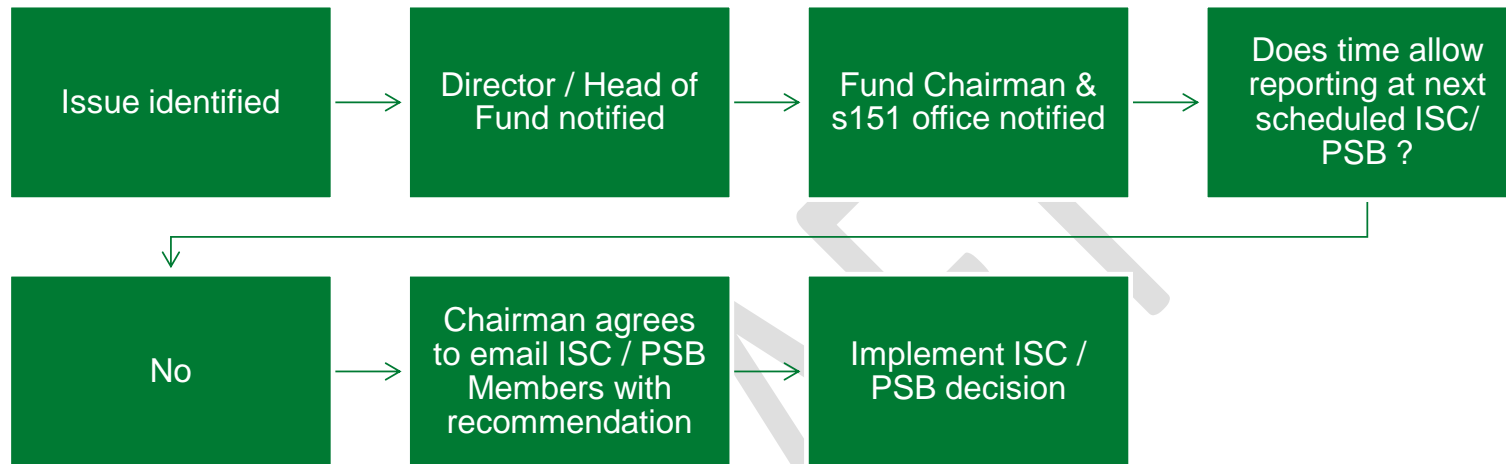 Issue identified
Director / Head of
Fund notified
Fund Chairman &
s151 office notified
Does time allow
reporting at next
scheduled ISC/
PSB ?
No
Chairman agrees
to email ISC / PSB
Members with
recommendation
Implement ISC /
PSB decision